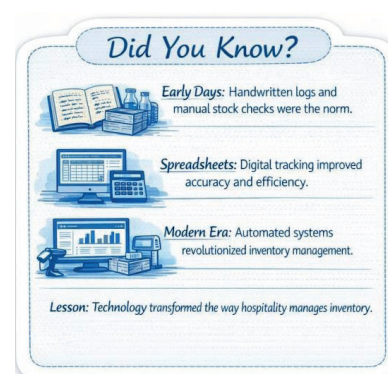 Did You Know?
Early Days: Handwritten logs and
manual stock checks were the norm.
Spreadsheets: Digital tracking improved
accuracy and efficiency.
Modern Era: Automated systems
revolutionized inventory management.
Lesson: Technology transformed the way hospitality manages inventory.